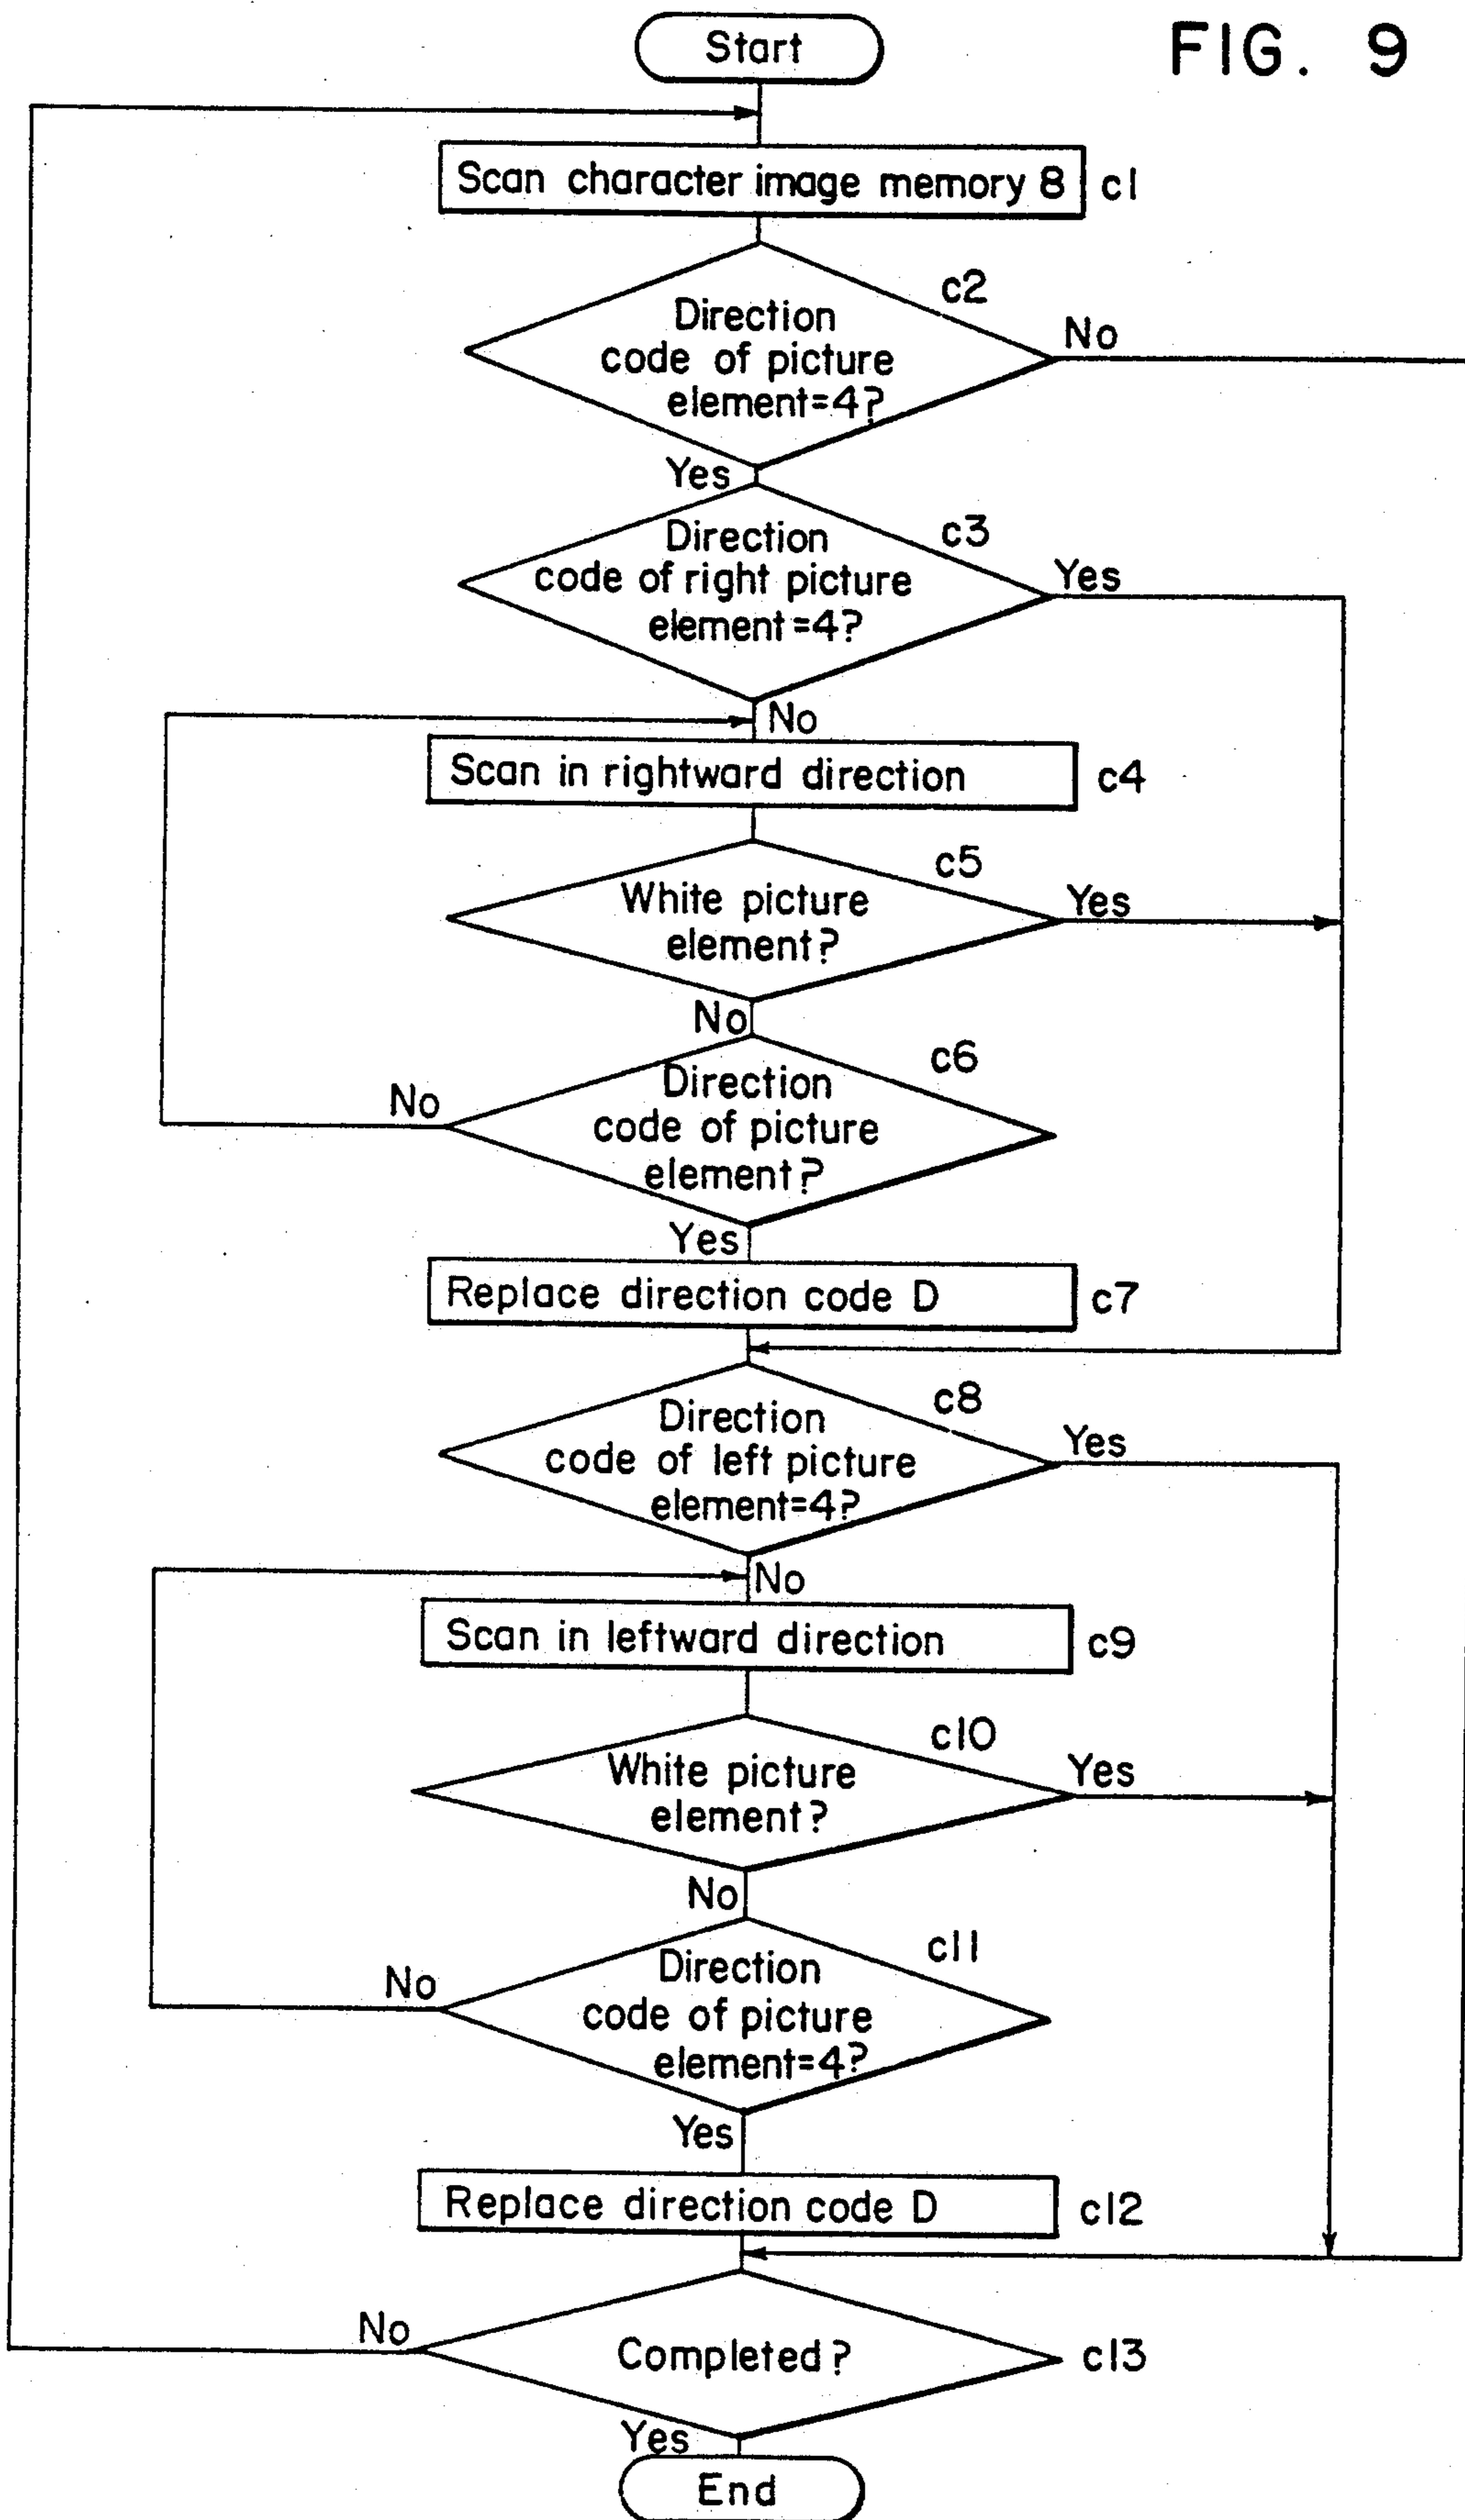 FIG. 9
Start
Scan character image memory 8
c1
c2
Direction
code of picture
element=4?
No
Yes
c3
Direction
code of right picture
element=4?
Yes
No
Scan in rightward direction
c4
c5
White picture
element?
Yes
No
c6
Direction
code of picture
element?
No
Yes
Replace direction code D
c7
c8
Direction
code of left picture
element=4?
Yes
No
Scan in leftward direction
c9
c10
White picture
element?
Yes
No
c11
Direction
code of picture
element=4?
No
Yes
Replace direction code D
c12
No
Completed?
c13
Yes
End